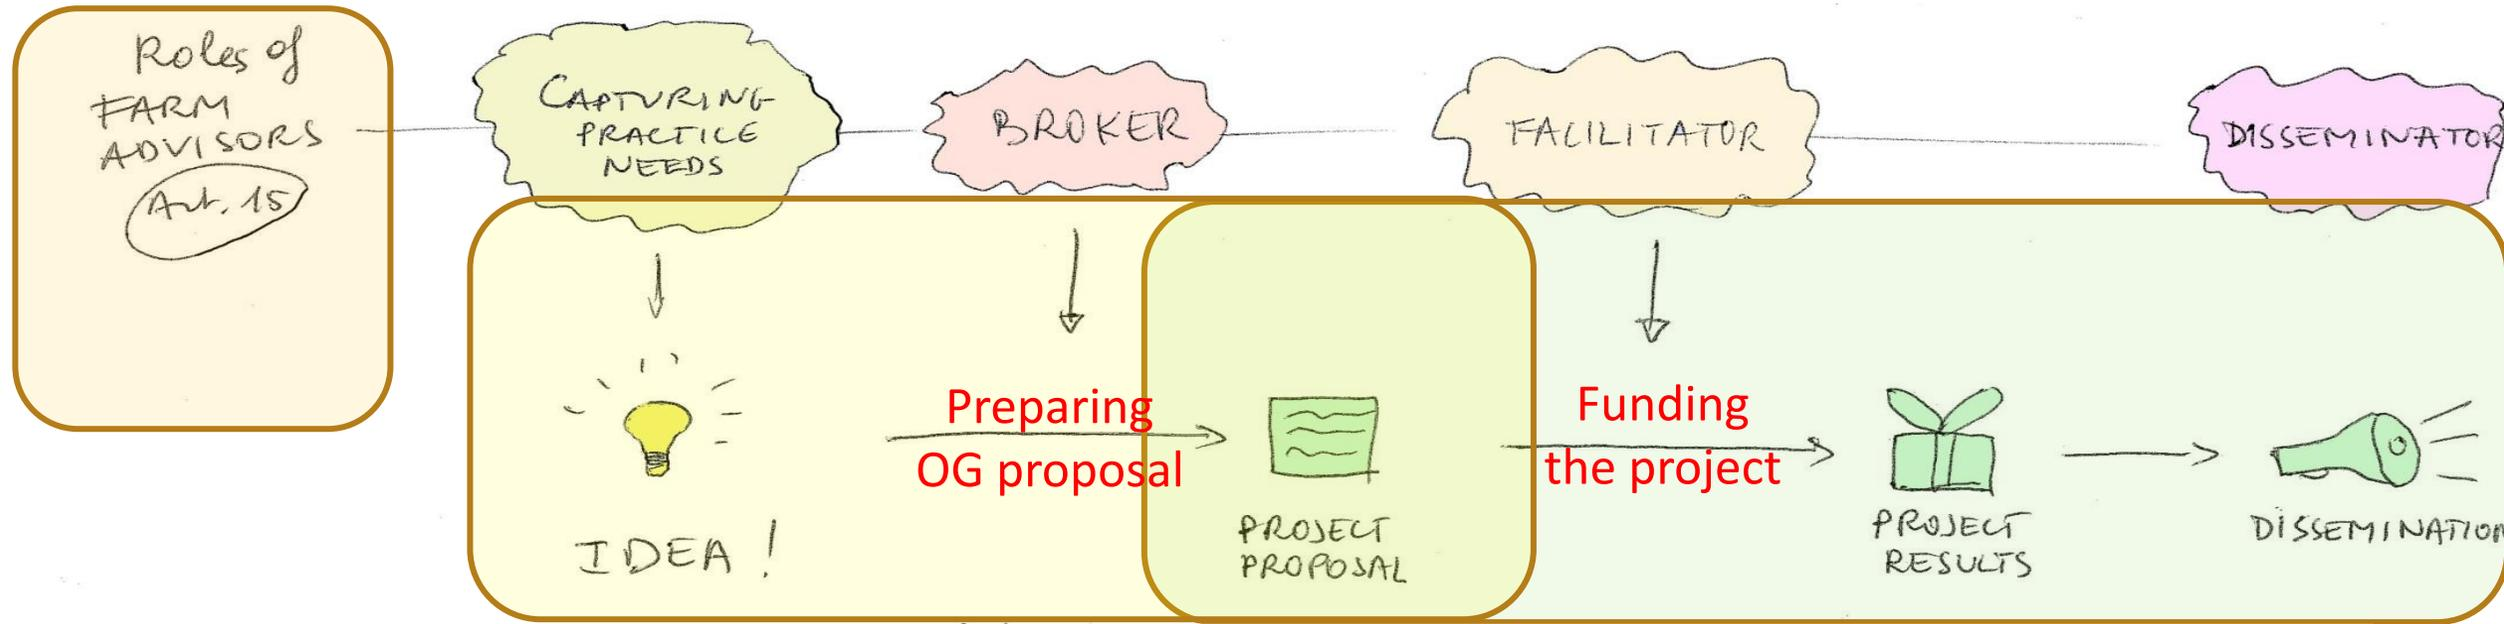 Roles of
FARM
ADVISORS
Art. 15
CAPTURING
PRACTICE
NEEDS
BROKER
FACILITATOR
DISSEMINATOR
Preparing
OG proposal
Funding
the project
IDEA !
PROJECT
PROPOSAL
PROJECT
RESULTS
DISSEMINATION